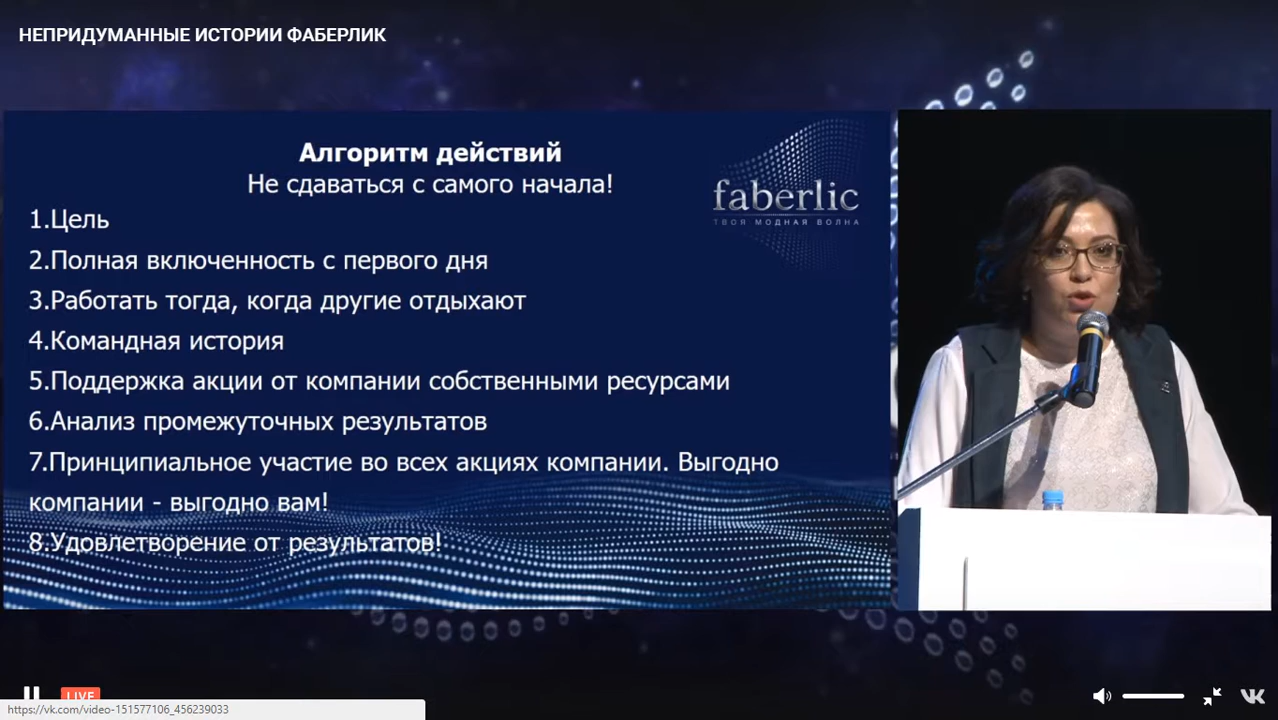 НЕПРИДУМАННЫЕ ИСТОРИИ ФАБЕРЛИК
Алгоритм действий
Не сдаваться с самого начала!
faberlic
ТВОЯ МОДНАЯ ВОЛНА
1.Цель
2.Полная включенность с первого дня
3.Работать тогда, когда другие отдыхают
4.Командная история
5.Поддержка акции от компании собственными ресурсами
6.Анализ промежуточных результатов
7.Принципиальное участие во всех акциях компании. Выгодно
компании - выгодно вам!
8.Удовлетворение от результатов!
LIVE
https://vk.com/video-151577106_456239033